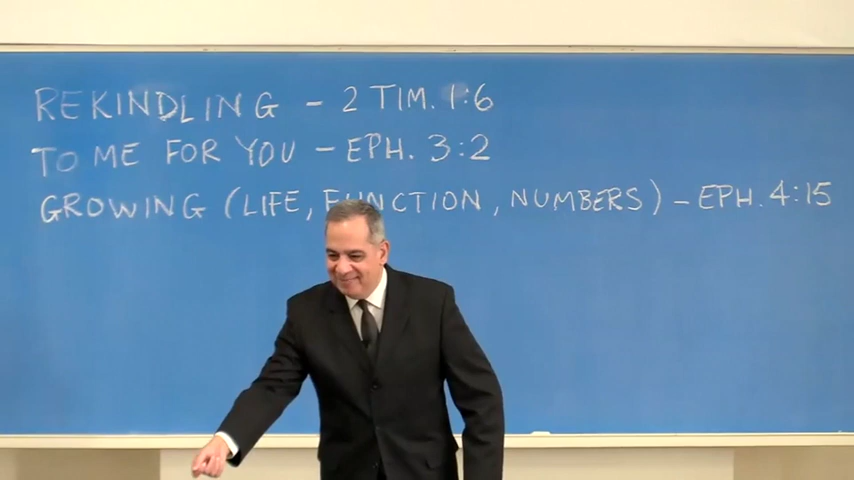 REKINDLING - 2 TIM. 1:6
TO ME FOR YOU - EPH. 3:2
GROWING (LIFE, FUNCTION, NUMBERS) - EPH. 4:15